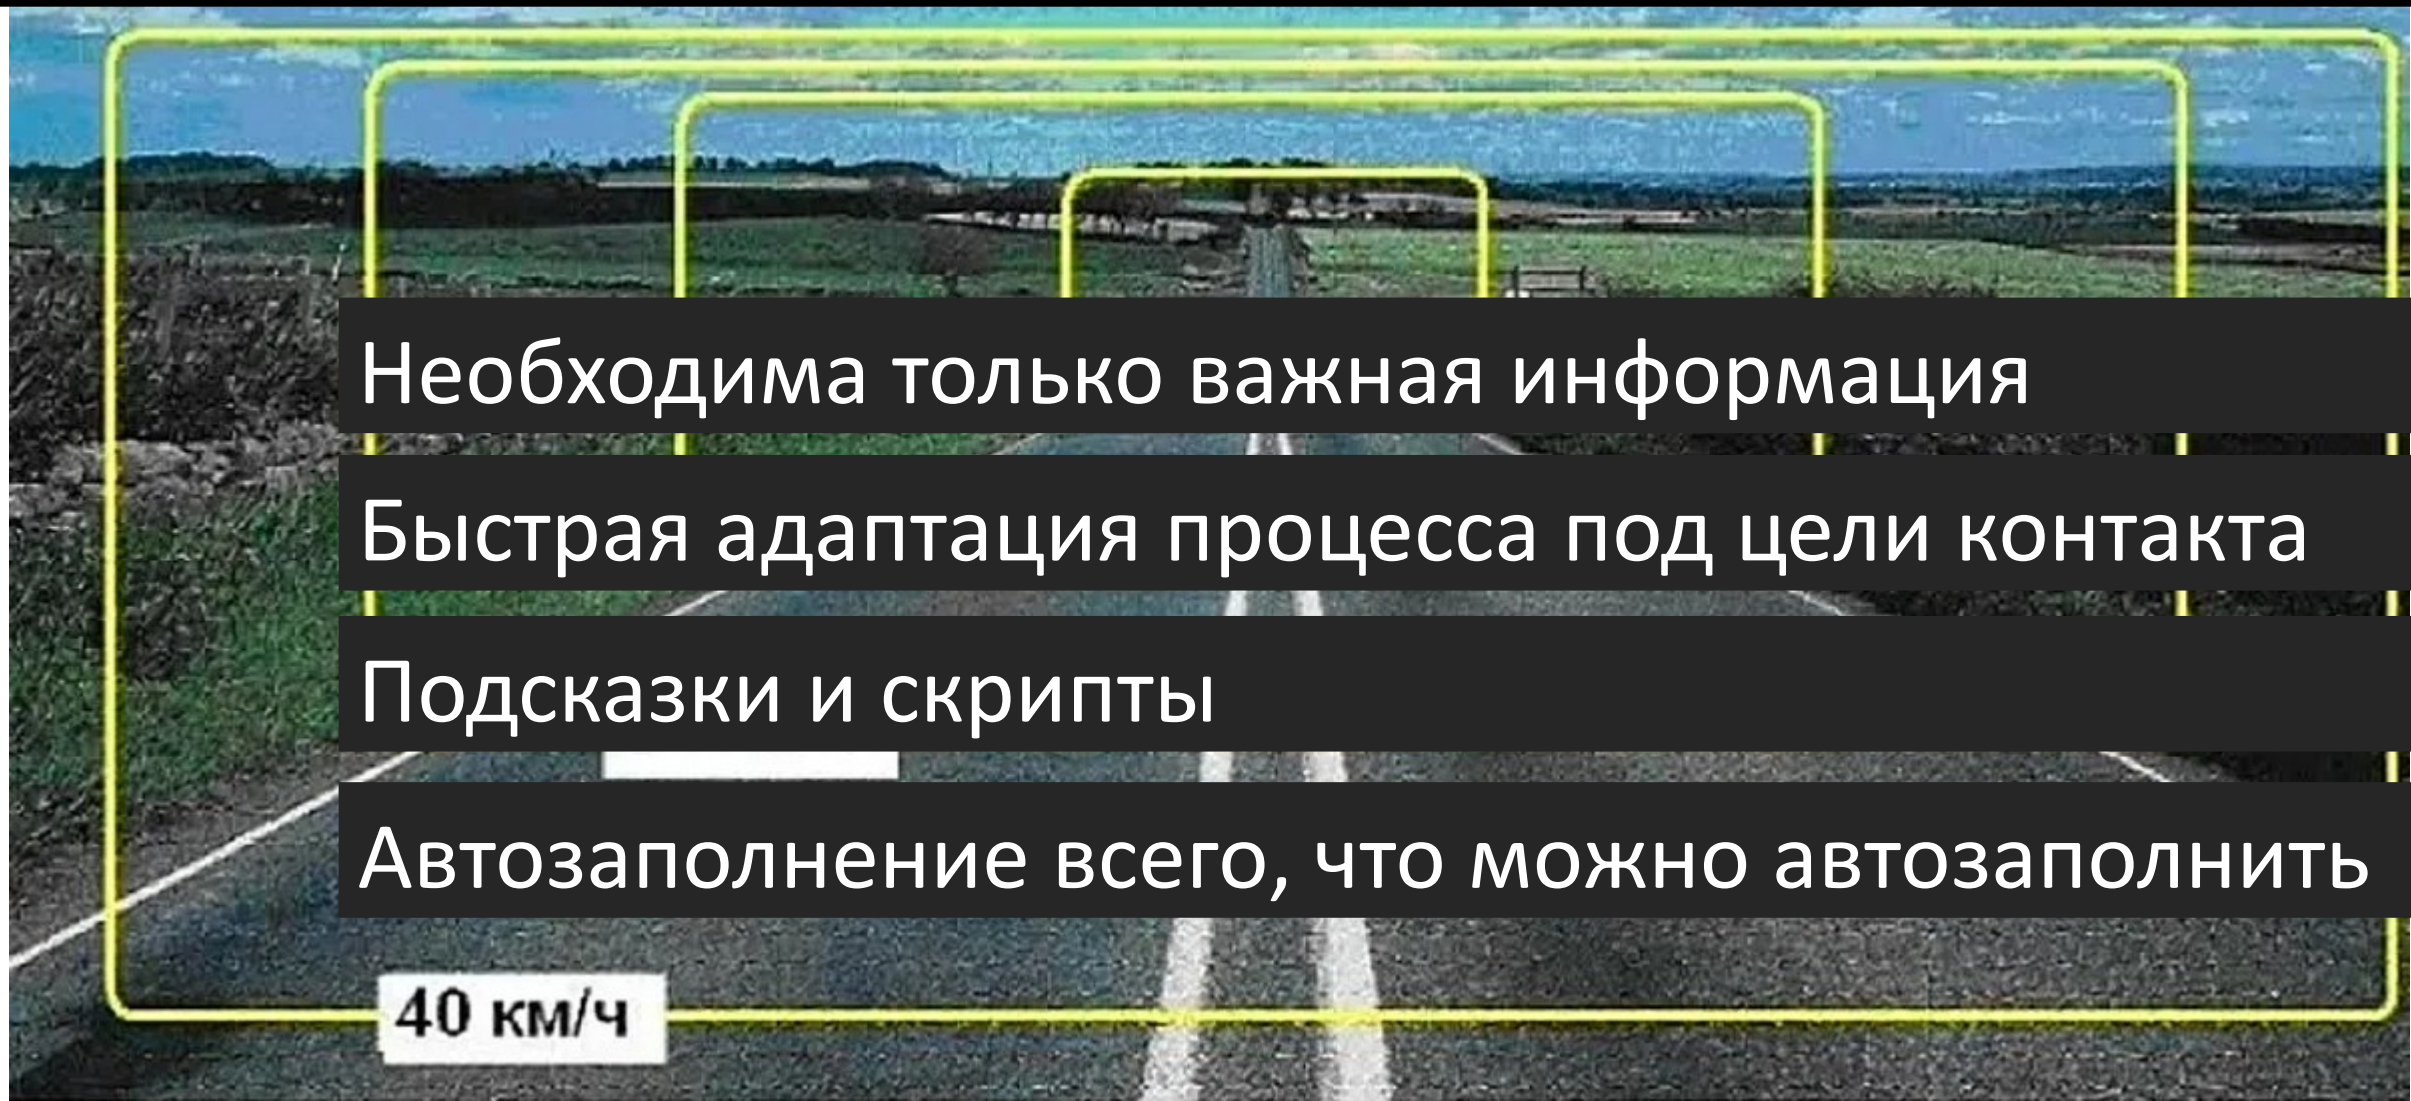 Необходима только важная информация
Быстрая адаптация процесса под цели контакта
Подсказки и скрипты
Автозаполнение всего, что можно автозаполнить
40 км/ч